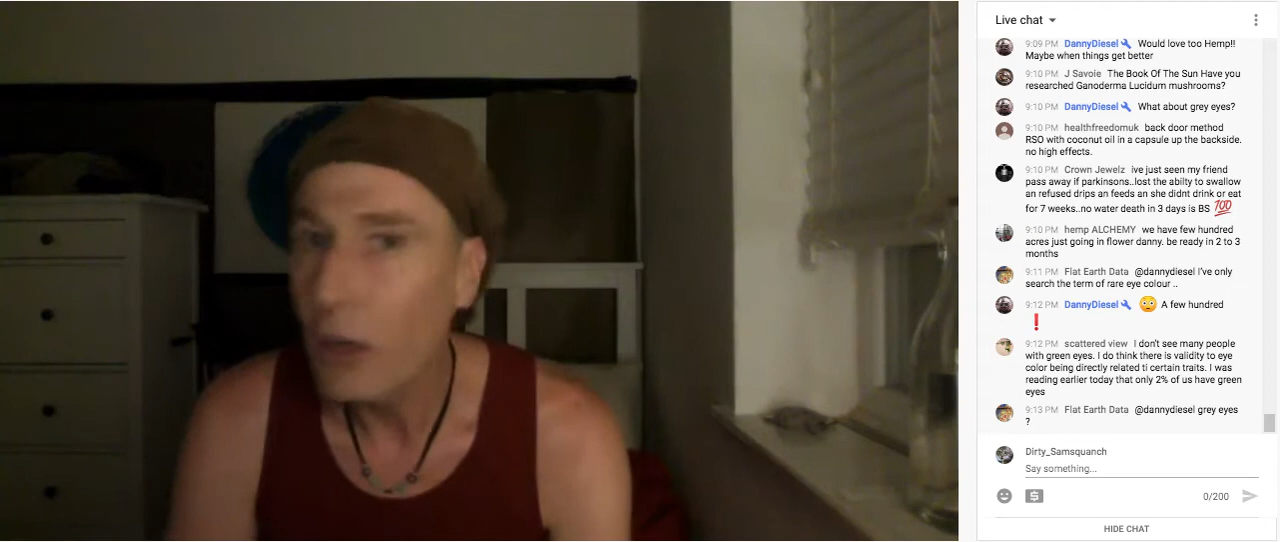 Live chat
9:09 PM DannyDiesel Would love too Hemp!!
Maybe when things get better
9:10 PM J Savoie The Book Of The Sun Have you
researched Ganoderma Lucidum mushrooms?
9:10 PM DannyDiesel What about grey eyes?
9:10 PM healthfreedomuk back door method
RSO with coconut oil in a capsule up the backside.
no high effects.
9:10 PM Crown Jewelz ive just seen my friend
pass away if parkinsons..lost the abilty to swallow
an refused drips an feeds an she didnt drink or eat
for 7 weeks..no water death in 3 days is BS 💯
9:10 PM hemp ALCHEMY we have few hundred
acres just going in flower danny. be ready in 2 to 3
months
9:11 PM Flat Earth Data @dannydiesel I've only
search the term of rare eye colour ..
9:12 PM DannyDiesel 😳 A few hundred
❗
9:12 PM scattered view I don't see many people
with green eyes. I do think there is validity to eye
color being directly related ti certain traits. I was
reading earlier today that only 2% of us have green
eyes
9:13 PM Flat Earth Data @dannydiesel grey eyes
?
Dirty_Samsquanch
Say something...
0/200
HIDE CHAT